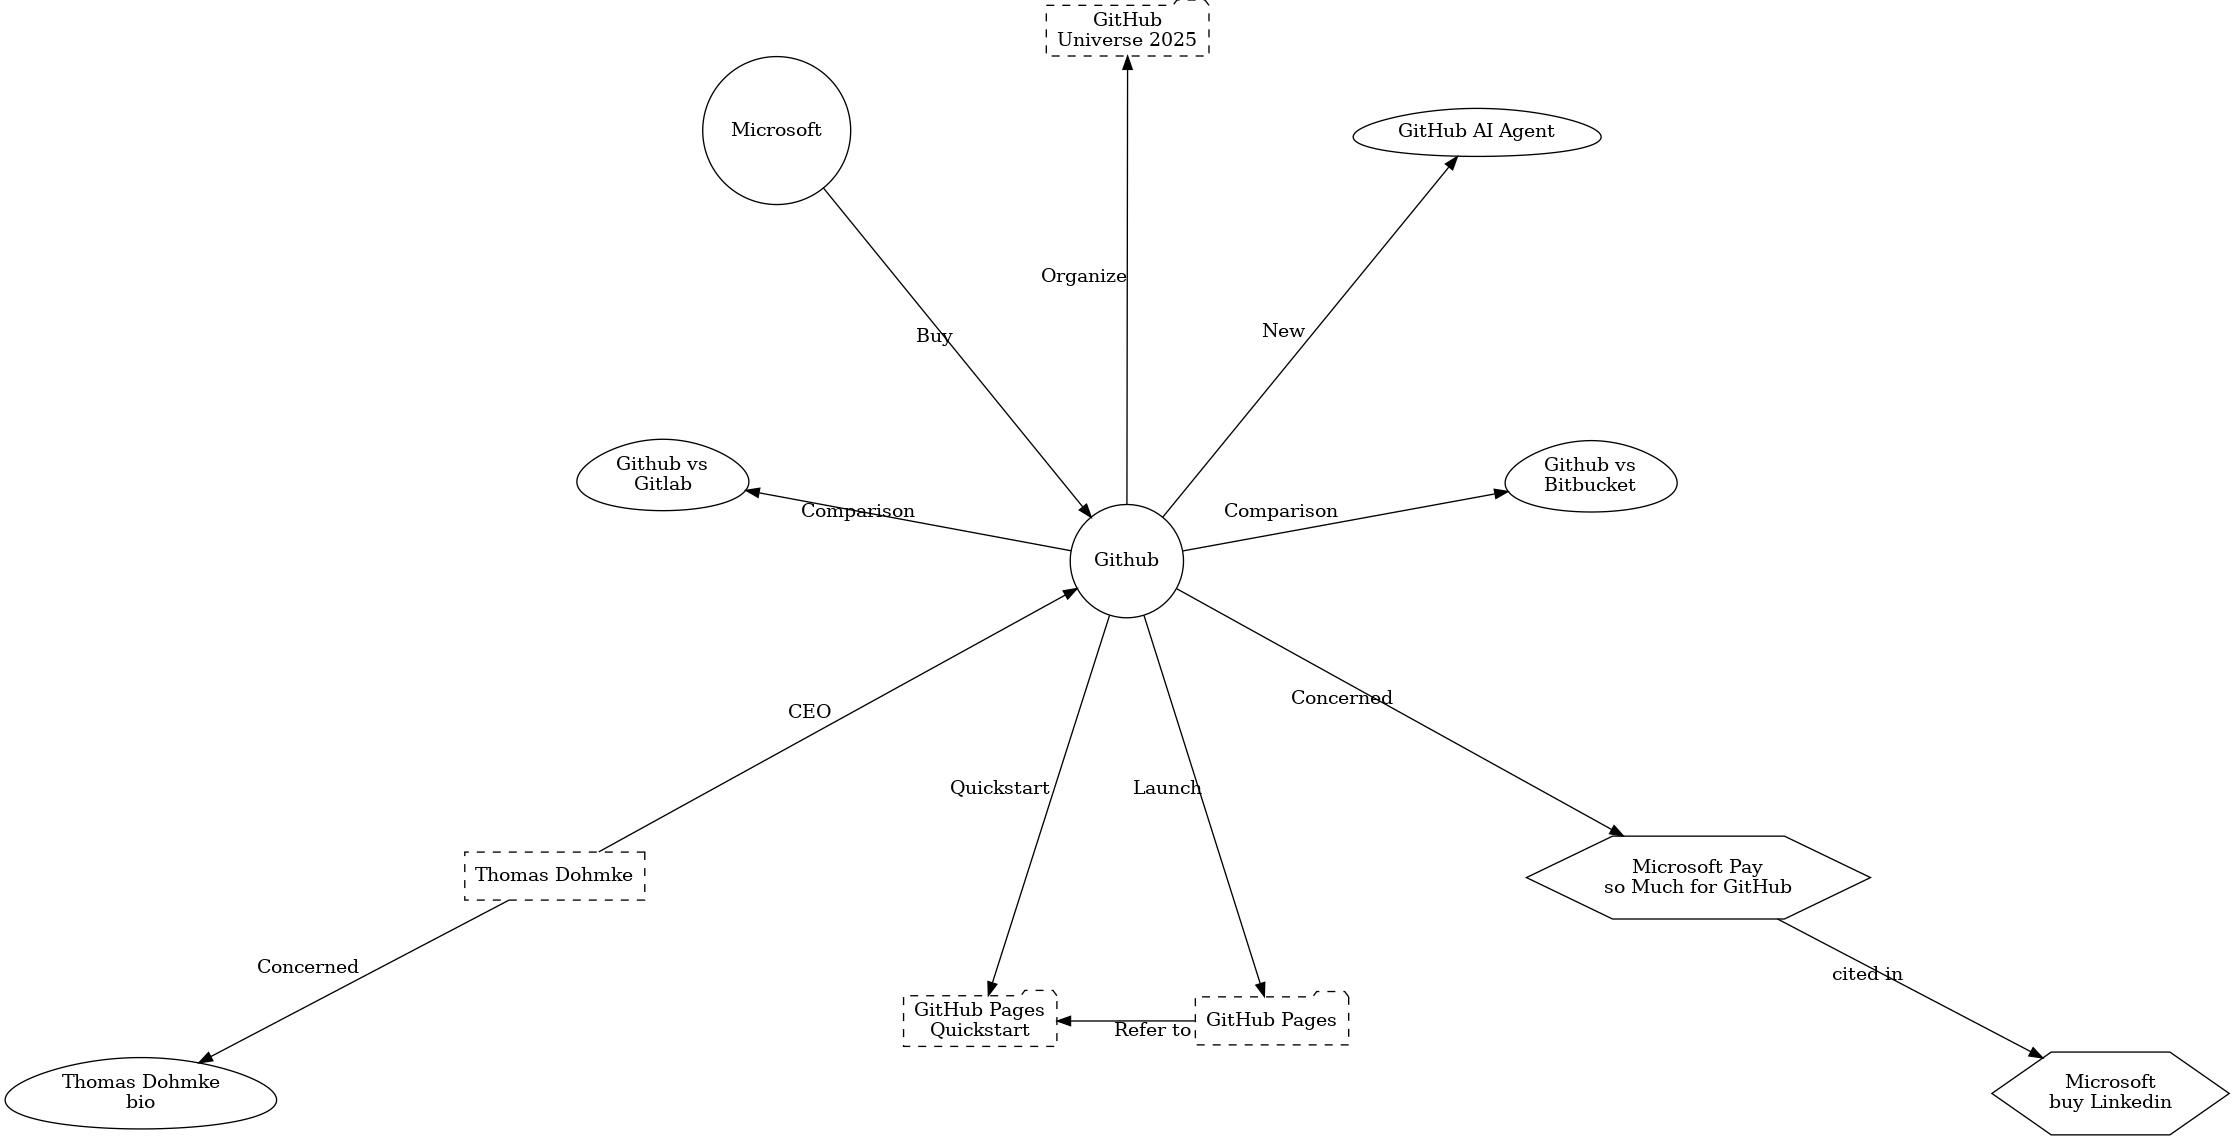 GitHub
Universe 2025
Microsoft
GitHub AI Agent
Organize
New
Buy
Github vs
Gitlab
Github vs
Bitbucket
Comparison
Comparison
Github
Concerned
CEO
Quickstart
Launch
Thomas Dohmke
Microsoft Pay
so Much for GitHub
Concerned
cited in
GitHub Pages
Quickstart
Refer to
GitHub Pages
Thomas Dohmke
bio
Microsoft
buy Linkedin